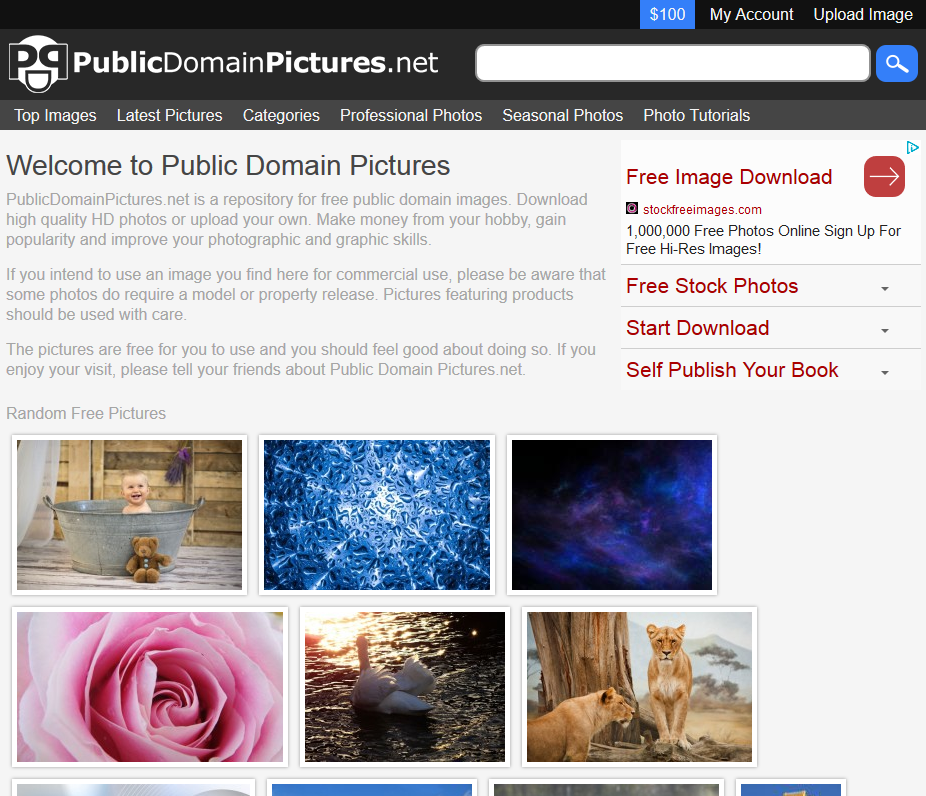 $100 My Account Upload Image
PublicDomainPictures.net
Top Images Latest Pictures Categories Professional Photos Seasonal Photos Photo Tutorials
Welcome to Public Domain Pictures
PublicDomainPictures.net is a repository for free public domain images. Download
high quality HD photos or upload your own. Make money from your hobby, gain
popularity and improve your photographic and graphic skills.
If you intend to use an image you find here for commercial use, please be aware that
some photos do require a model or property release. Pictures featuring products
should be used with care.
The pictures are free for you to use and you should feel good about doing so. If you
enjoy your visit, please tell your friends about Public Domain Pictures.net.
Free Image Download
stockfreeimages.com
1,000,000 Free Photos Online Sign Up For
Free Hi-Res Images!
Free Stock Photos
Start Download
Self Publish Your Book
Random Free Pictures